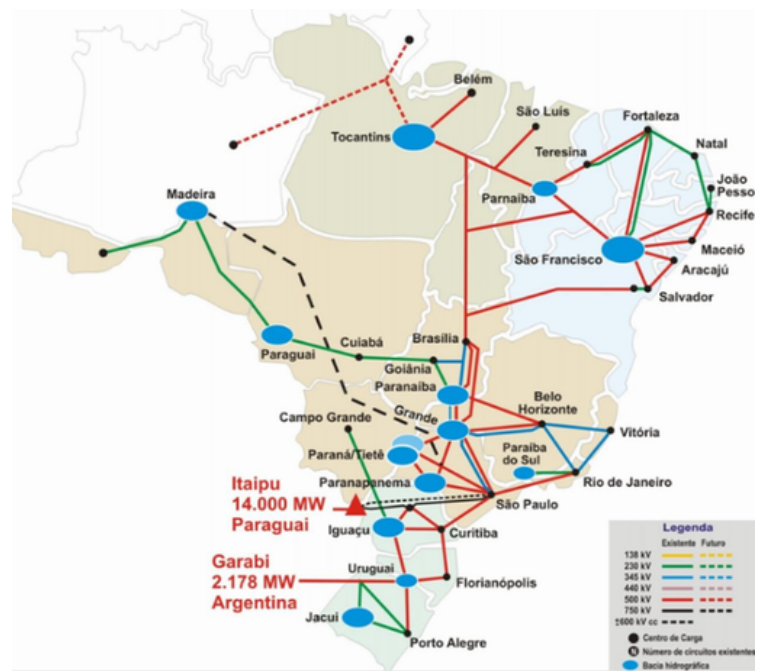 Belém
São Luis
Fortaleza
Tocantins
Teresina
Natal
Madeira
Parnaiba
João
Pesso
Recife
São Francisco
Maceió
Aracajú
Salvador
Brasília
Cuiabá
Paraguai
Goiânia
Paranaíba
Campo Grande
Grande
Belo
Horizonte
Vitória
Paraiba
do Sul
Paraná/Tietê
Itaipu
14.000 MW
Paraguai
Paranapanema
Rio de Janeiro
São Paulo
Iguaçu
Curitiba
Garabi
2.178 MW
Argentina
Uruguai
Florianópolis
Jacui
Porto Alegre
Legenda
Existente Futuro
138 kV
230 kV
345 kV
440 kV
500 kV
750 kV
±600 kV cc
Centro de Carga
N Número de circuitos existentes
Bacia hidrográfica